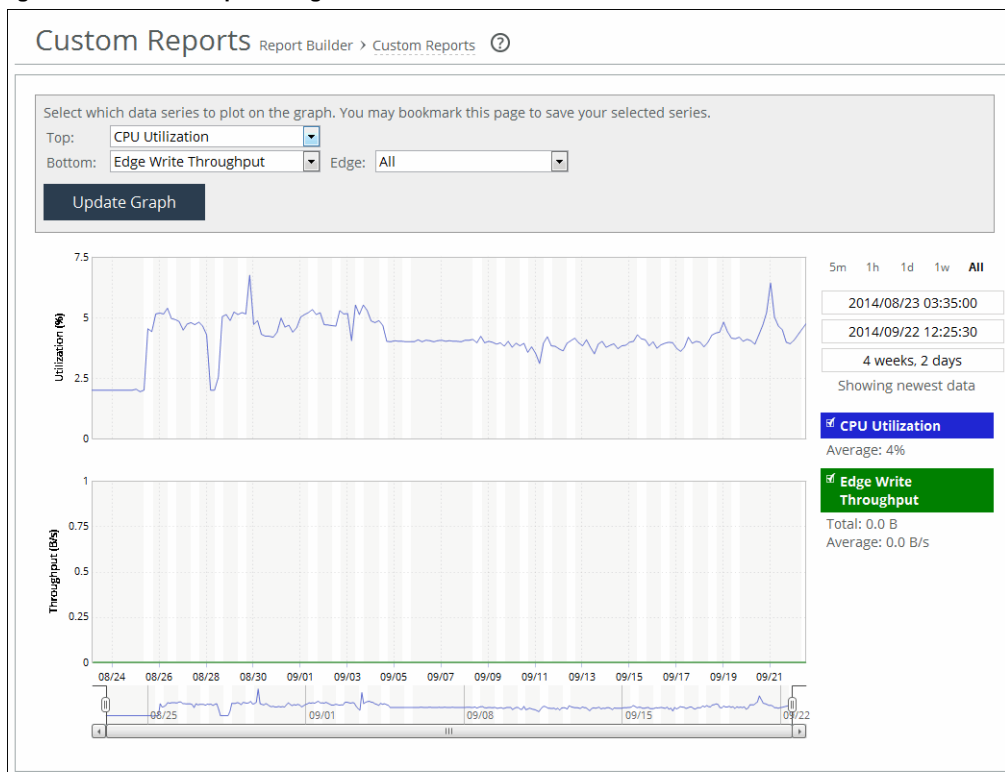 Custom Reports Report Builder > Custom Reports ?
Select which data series to plot on the graph. You may bookmark this page to save your selected series.
Top: CPU Utilization
Bottom: Edge Write Throughput Edge: All
Update Graph
7.5
5
2.5
0
Utilization (%)
5m 1h 1d 1w All
2014/08/23 03:35:00
2014/09/22 12:25:30
4 weeks, 2 days
Showing newest data
CPU Utilization
Average: 4%
Edge Write
Throughput
Total: 0.0 B
Average: 0.0 B/s
1
0.75
0.5
0.25
0
Throughput (B/s)
08/24 08/26 08/28 08/30 09/01 09/03 09/05 09/07 09/09 09/11 09/13 09/15 09/17 09/19 09/21
08/25 09/01 09/08 09/15 09/22